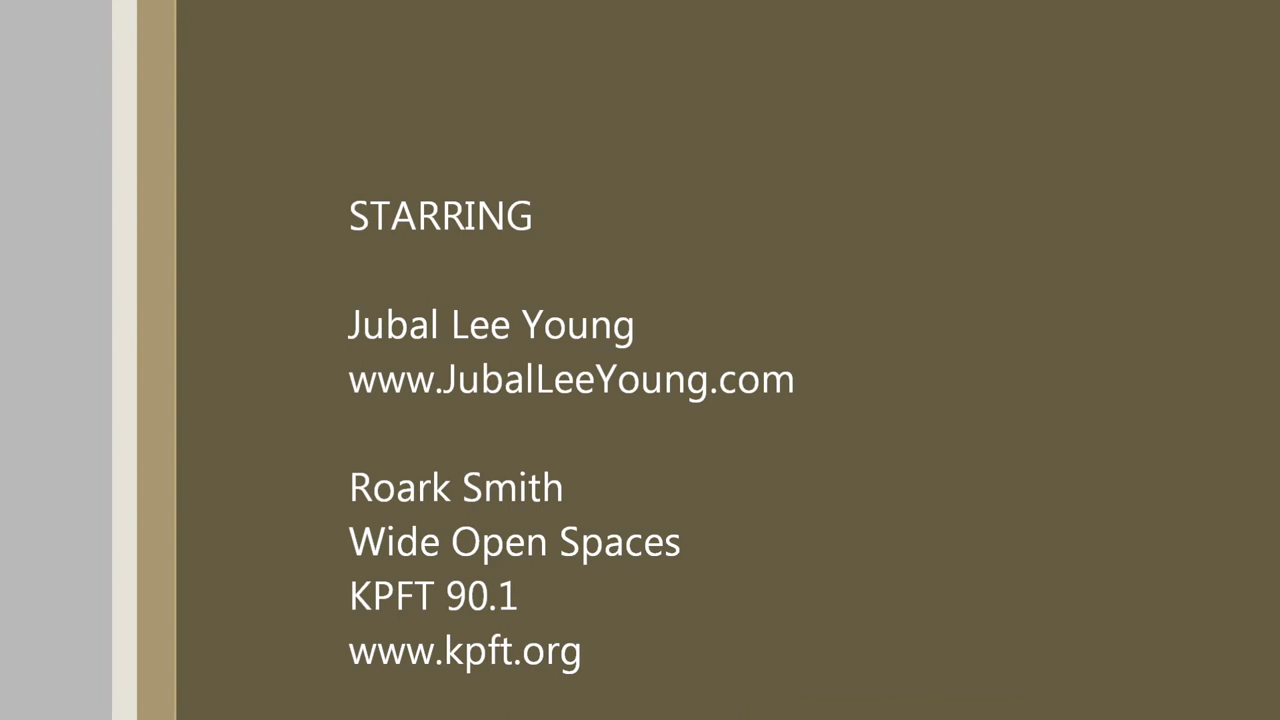 STARRING
Jubal Lee Young
www.JubalLeeYoung.com
Roark Smith
Wide Open Spaces
KPFT 90.1
www.kpft.org